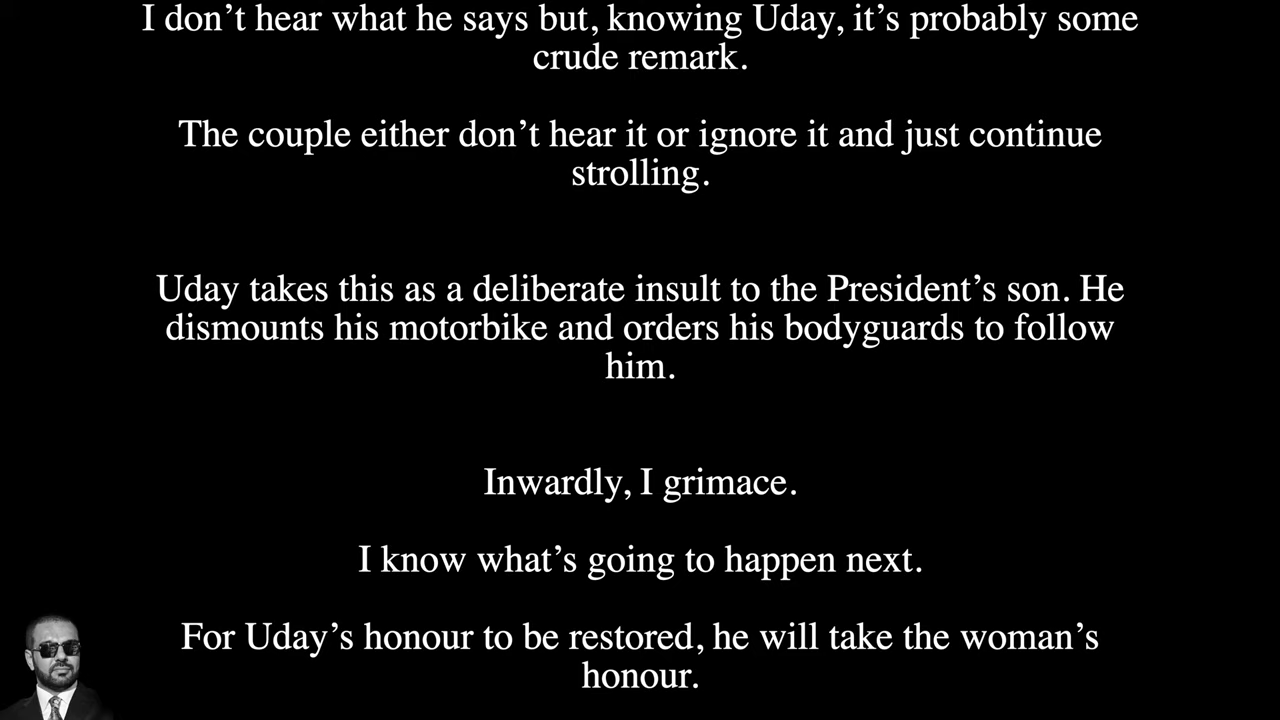 I don’t hear what he says but, knowing Uday, it’s probably some
crude remark.
The couple either don’t hear it or ignore it and just continue
strolling.
Uday takes this as a deliberate insult to the President’s son. He
dismounts his motorbike and orders his bodyguards to follow
him.
Inwardly, I grimace.
I know what’s going to happen next.
For Uday’s honour to be restored, he will take the woman’s
honour.